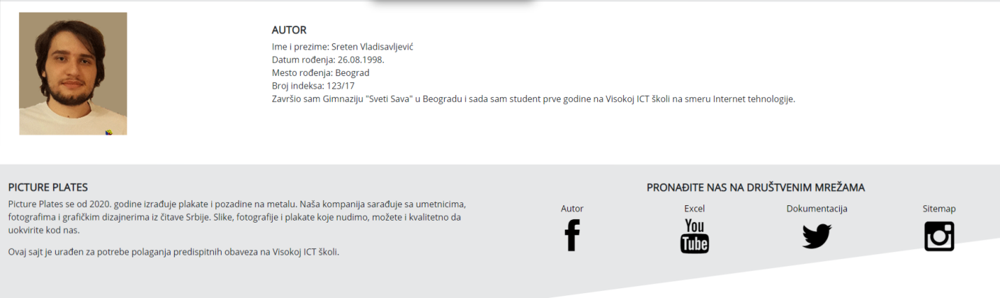 AUTOR
Ime i prezime: Sreten Vladisavljević
Datum rođenja: 26.08.1998.
Mesto rođenja: Beograd
Broj indeksa: 123/17
Završio sam Gimnaziju "Sveti Sava" u Beogradu i sada sam student prve godine na Visokoj ICT školi na smeru Internet tehnologije.
PICTURE PLATES
Picture Plates se od 2020. godine izrađuje plakate i pozadine na metalu. Naša kompanija sarađuje sa umetnicima,
fotografima i grafičkim dizajnerima iz čitave Srbije. Slike, fotografije i plakate koje nudimo, možete i kvalitetno da
uokvirite kod nas.
Ovaj sajt je urađen za potrebe polaganja predispitnih obaveza na Visokoj ICT školi.
PRONAĐITE NAS NA DRUŠTVENIM MREŽAMA
Autor Excel Dokumentacija Sitemap
f You
Tube